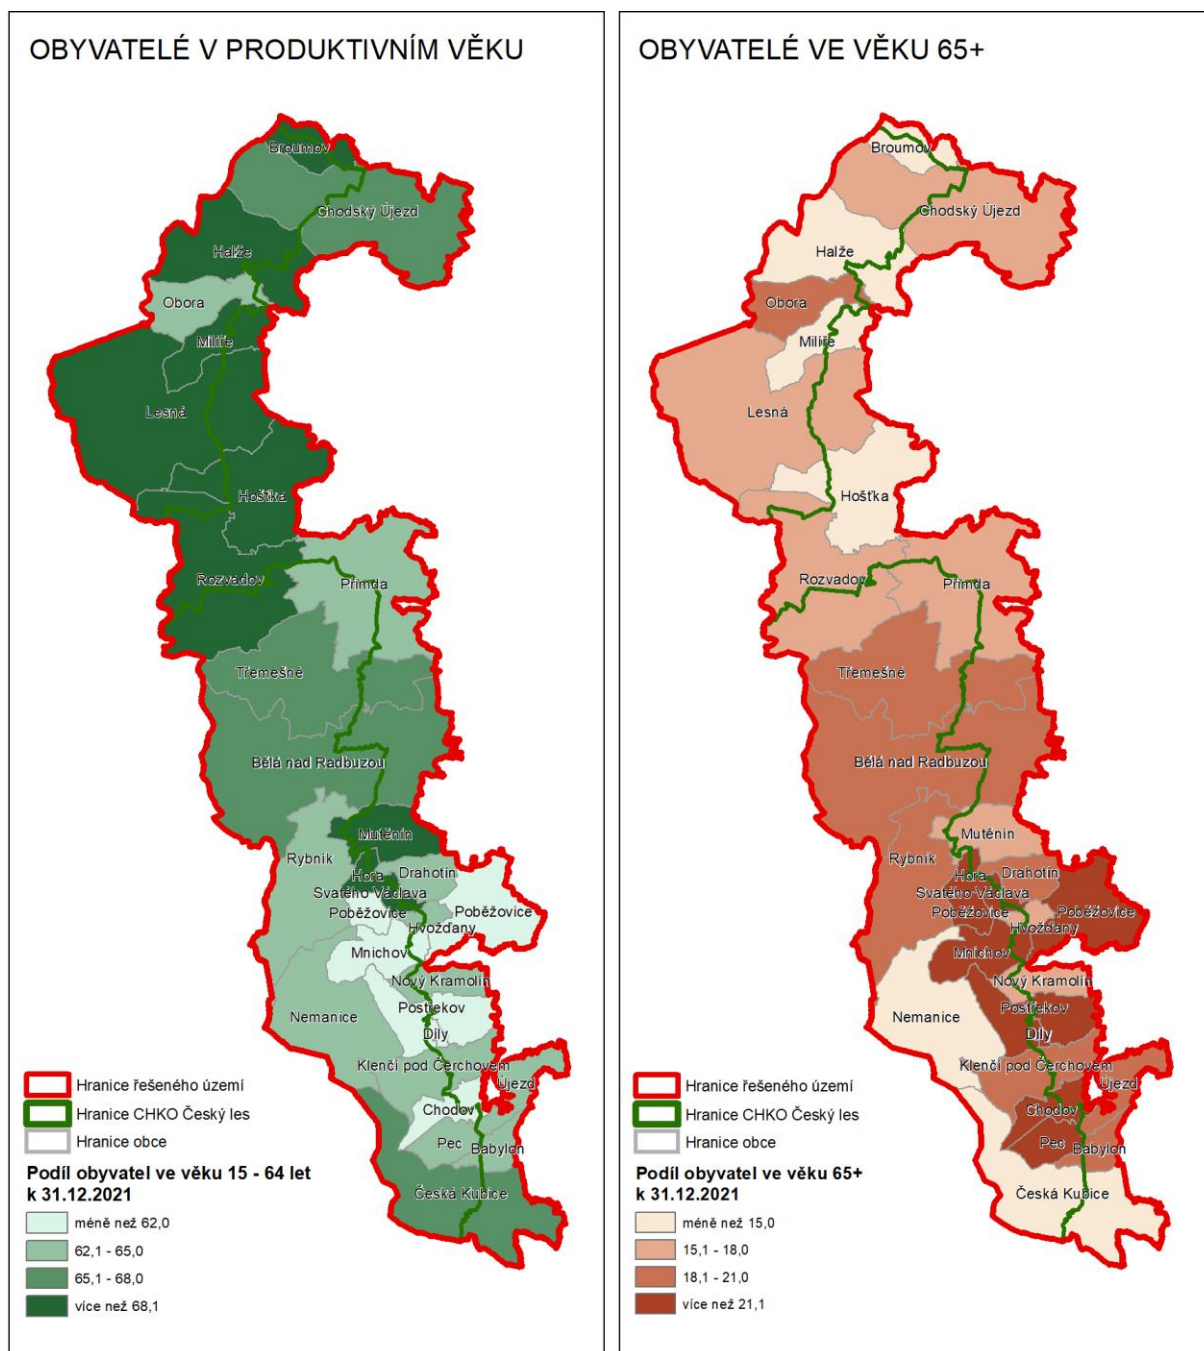 OBYVATELÉ V PRODUKTIVNÍM VĚKU
Broumov
Chodský Újezd
Halže
Obora
Milíře
Lesná
Hošťka
Rozvadov
Přimda
Třemešné
Bělá nad Radbuzou
Mutěnín
Rybník
Hora
Svatého Václava
Drahotín
Poběžovice
Poběžovice
Hvožďany
Mnichov
Nový Kramolín
Postřekov
Nemanice
Díly
Klenčí pod Čerchovem
Újezd
Chodov
Pec
Babylon
Česká Kubice
Hranice řešeného území
Hranice CHKO Český les
Hranice obce
Podíl obyvatel ve věku 15 - 64 let
k 31.12.2021
méně než 62,0
62,1 - 65,0
65,1 - 68,0
více než 68,1
OBYVATELÉ VE VĚKU 65+
Broumov
Chodský Újezd
Halže
Obora
Milíře
Lesná
Hošťka
Rozvadov
Přimda
Třemešné
Bělá nad Radbuzou
Mutěnín
Rybník
Hora
Svatého Václava
Drahotín
Poběžovice
Poběžovice
Hvožďany
Mnichov
Nový Kramolín
Postřekov
Nemanice
Díly
Klenčí pod Čerchovem
Újezd
Chodov
Pec
Babylon
Česká Kubice
Hranice řešeného území
Hranice CHKO Český les
Hranice obce
Podíl obyvatel ve věku 65+
k 31.12.2021
méně než 15,0
15,1 - 18,0
18,1 - 21,0
více než 21,1